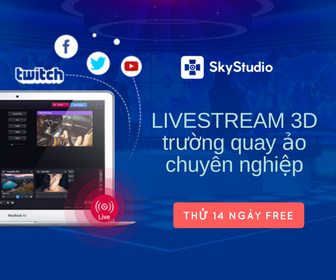 twitch
SkyStudio
LIVESTREAM 3D
trường quay ảo
chuyên nghiệp
Live
MacBook Air
THỬ 14 NGÀY FREE